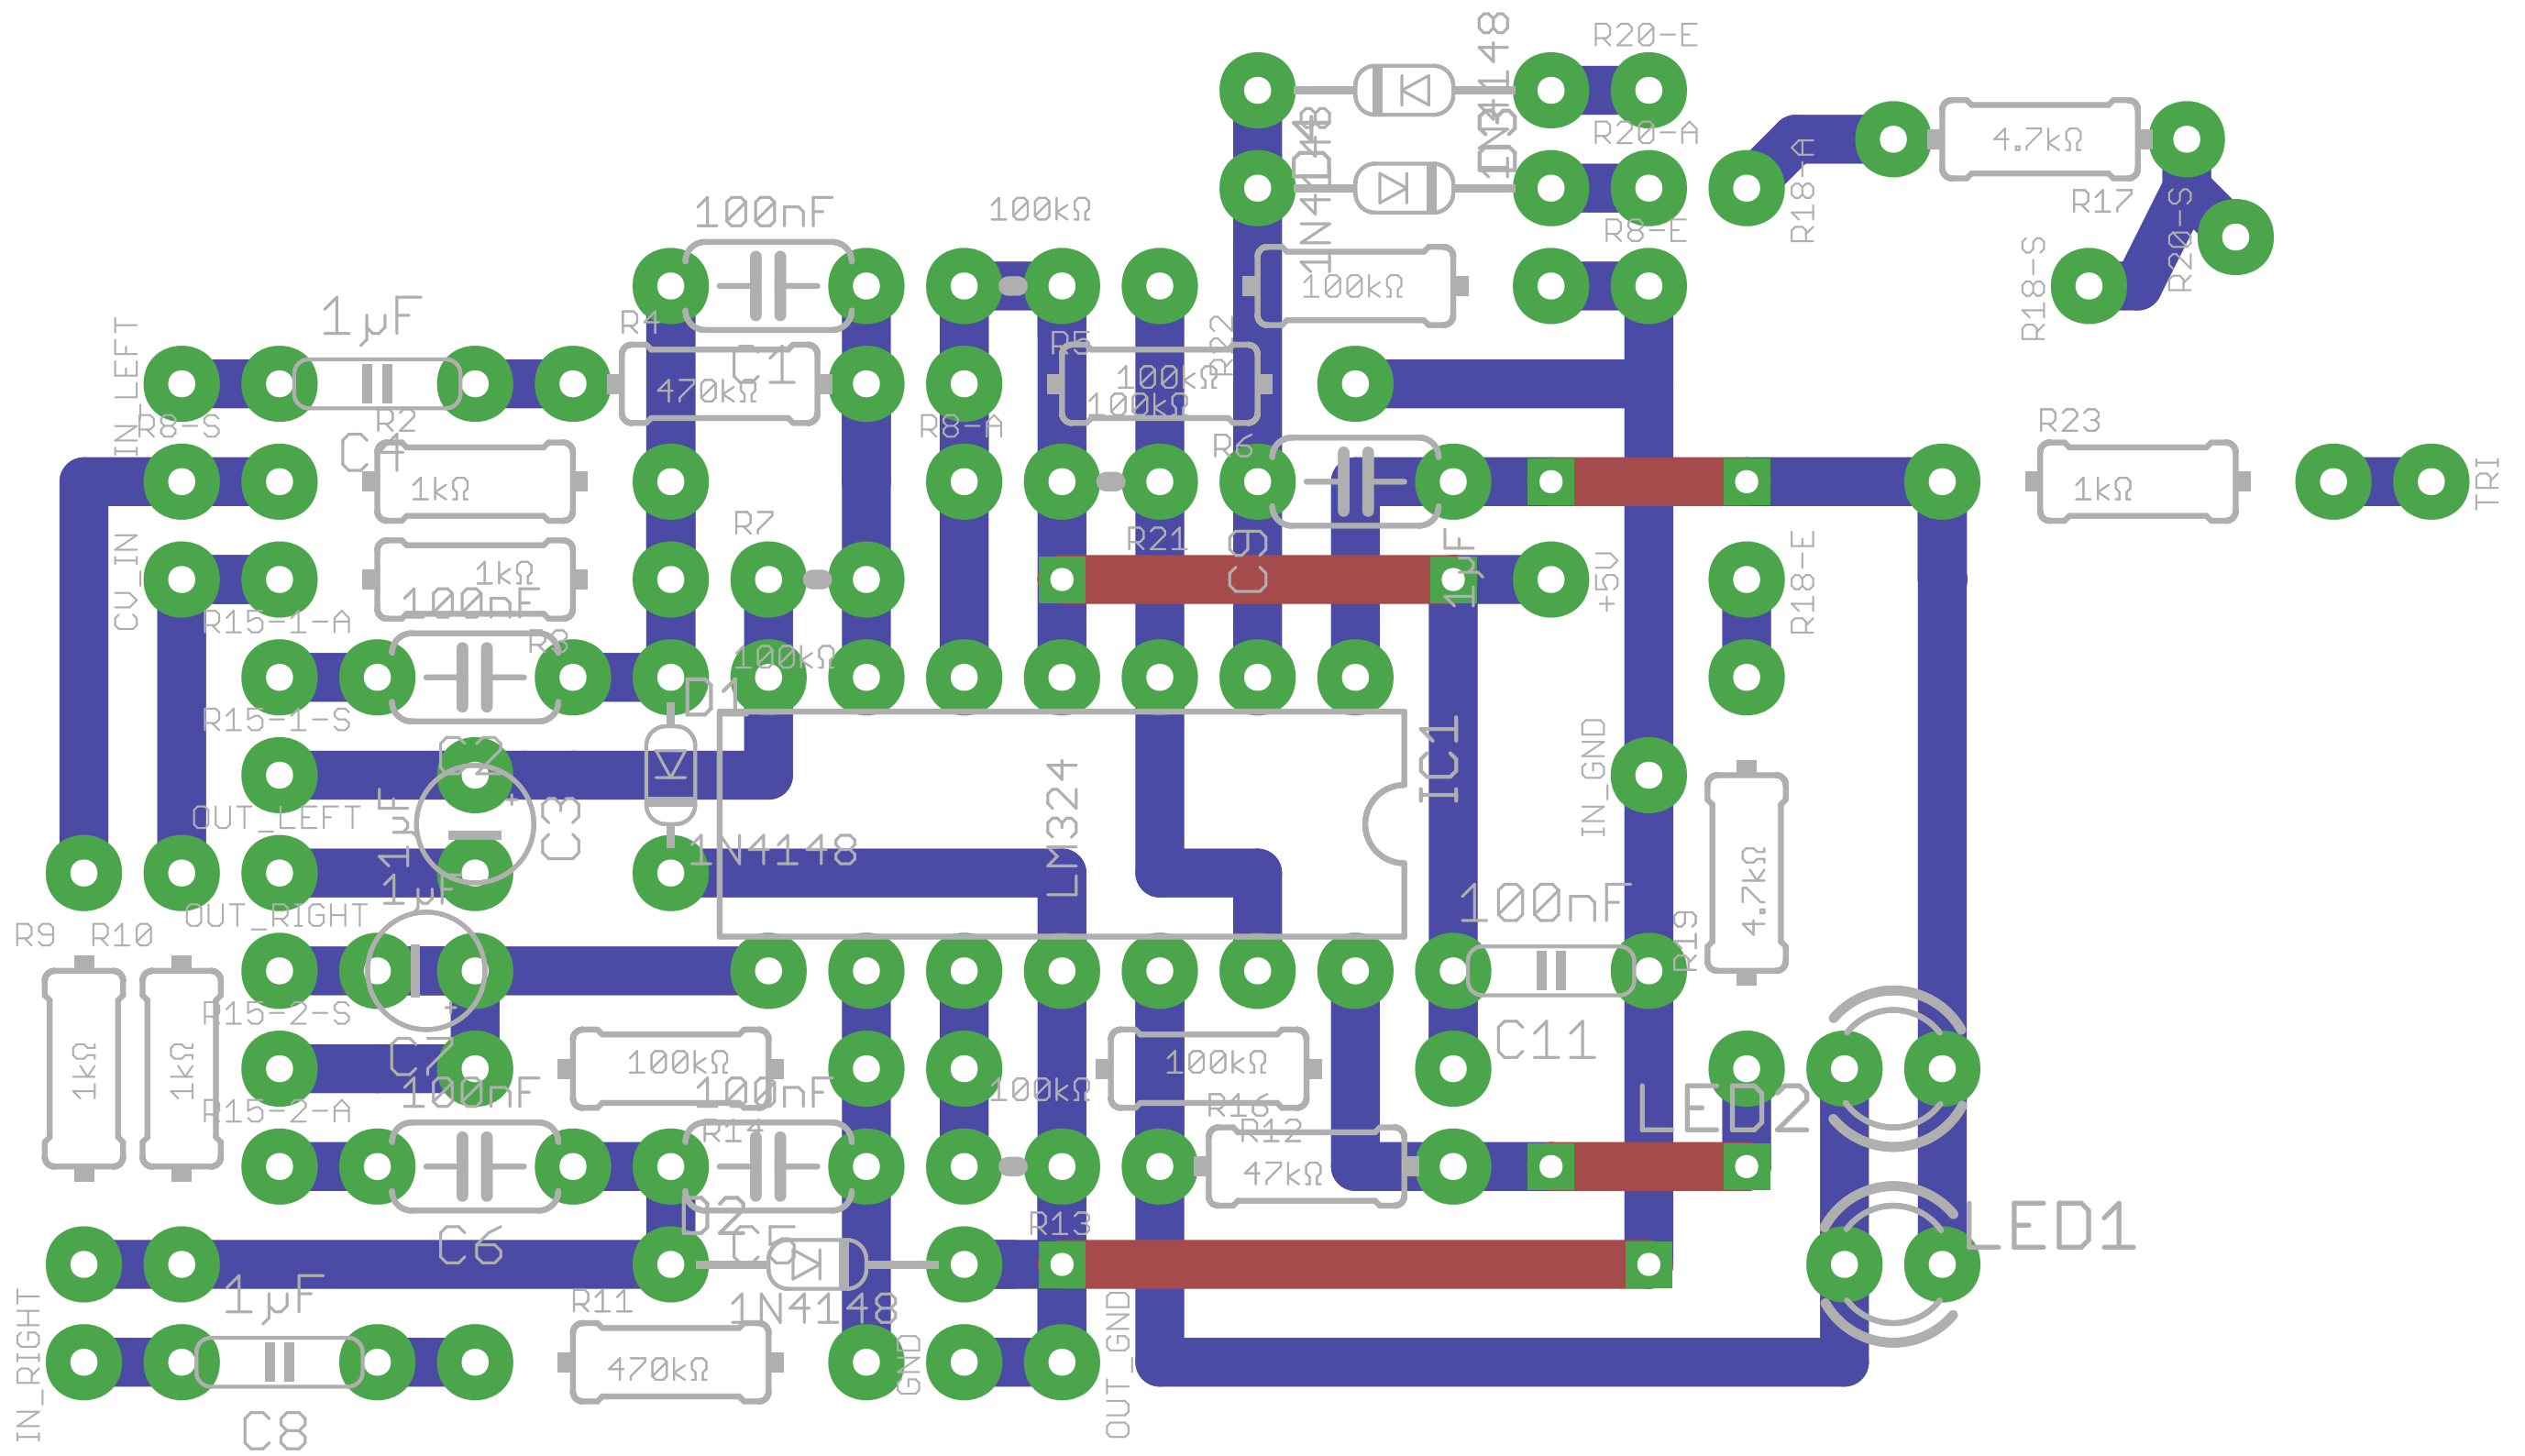 1N4148
R20-E
D4
1N4148
D3
R20-A
R18-A
4.7kΩ
R17
R20-S
R18-S
100nF
100kΩ
1N4148
100kΩ
R8-E
1µF
IN_LEFT
R4
C1
470kΩ
R5
100kΩ
100kΩ
R22
R8-S
R2
C4
1kΩ
R8-A
R6
R23
1kΩ
TRI
CV_IN
1kΩ
R7
R21
C9
1µF
+5V
R18-E
R15-1-A
100nF
R3
100kΩ
R15-1-S
C2
D1
IC1
IN_GND
OUT_LEFT
1µF
C3
1N4148
LM324
4.7kΩ
R19
OUT_RIGHT
1µF
100nF
R9
R10
R15-2-S
C7
1kΩ
1kΩ
100kΩ
100kΩ
C11
R15-2-A
100nF
100nF
100kΩ
R16
LED2
R14
R12
47kΩ
C6
D2
C5
R13
LED1
1µF
R11
1N4148
IN_RIGHT
470kΩ
GND
OUT_GND
C8